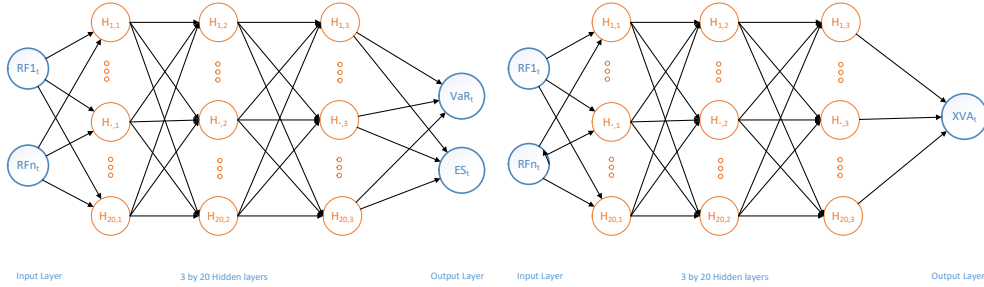 H1,1 H1,2 H1,3 H1,1 H1,2 H1,3
RF1t RF1t
VaRt
H.,1 H.,2 H.,3 H.,1 H.,2 H.,3 XVAt
RFnt ESt RFnt
H20,1 H20,2 H20,3 H20,1 H20,2 H20,3
Input Layer 3 by 20 Hidden layers Output Layer Input Layer 3 by 20 Hidden layers Output Layer